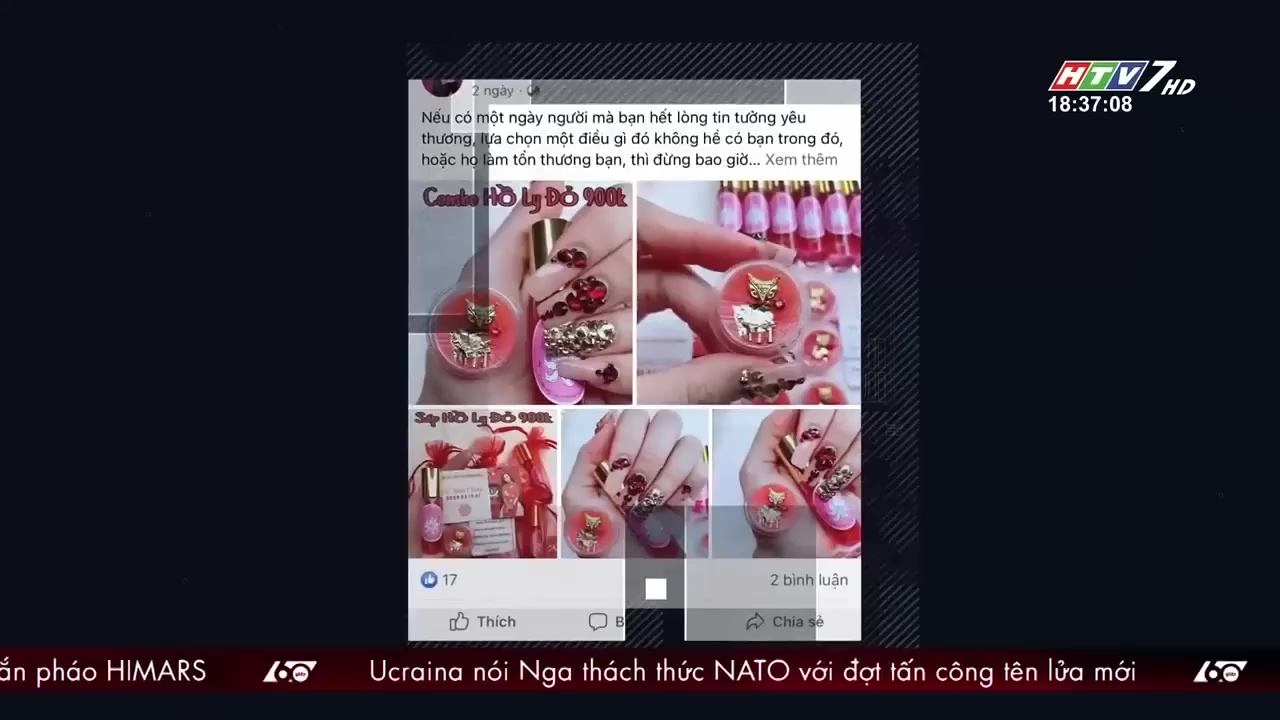 HTV7 HD
18:37:08
2 ngày ·
Nếu có một ngày người mà bạn hết lòng tin tưởng yêu
thương, lựa chọn một điều gì đó không hề có bạn trong đó,
hoặc họ làm tổn thương bạn, thì đừng bao giờ... Xem thêm
Combo Hồ Ly Đỏ 900k
Sáp Hồ Ly Đỏ 900k
17
2 bình luận
Thích
B
Chia sẻ
ắn pháo HIMARS
60 giây
Ucraina nói Nga thách thức NATO với đợt tấn công tên lửa mới
60 giây